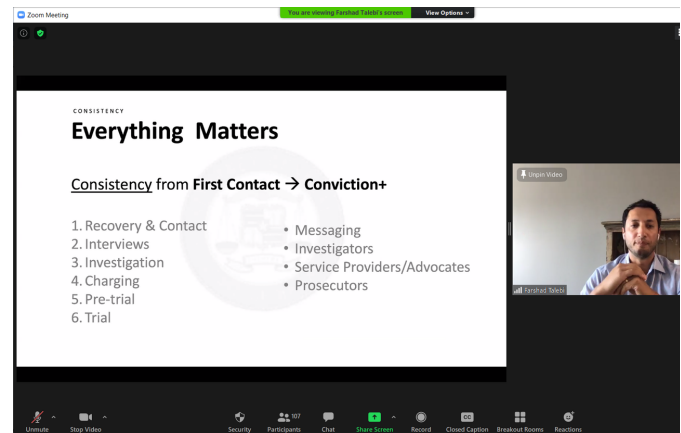 Zoom Meeting
You are viewing Farshad Talebi's screen
View Options
CONSISTENCY
Everything Matters
Consistency from First Contact → Conviction+
1. Recovery & Contact
2. Interviews
3. Investigation
4. Charging
5. Pre-trial
6. Trial
• Messaging
• Investigators
• Service Providers/Advocates
• Prosecutors
Unpin Video
Farshad Talebi
Unmute
Stop Video
Security
107
Participants
Chat
Share Screen
Record
CC
Closed Caption
Breakout Rooms
Reactions